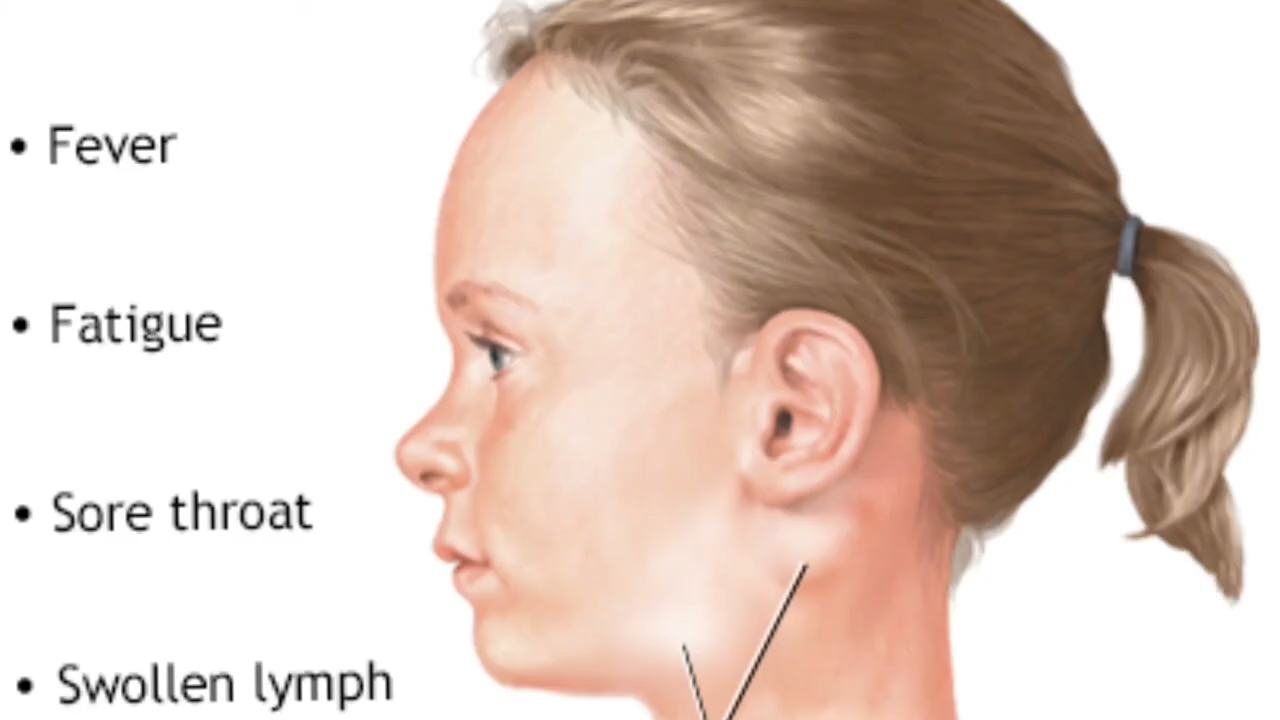 • Fever
• Fatigue
• Sore throat
• Swollen lymph